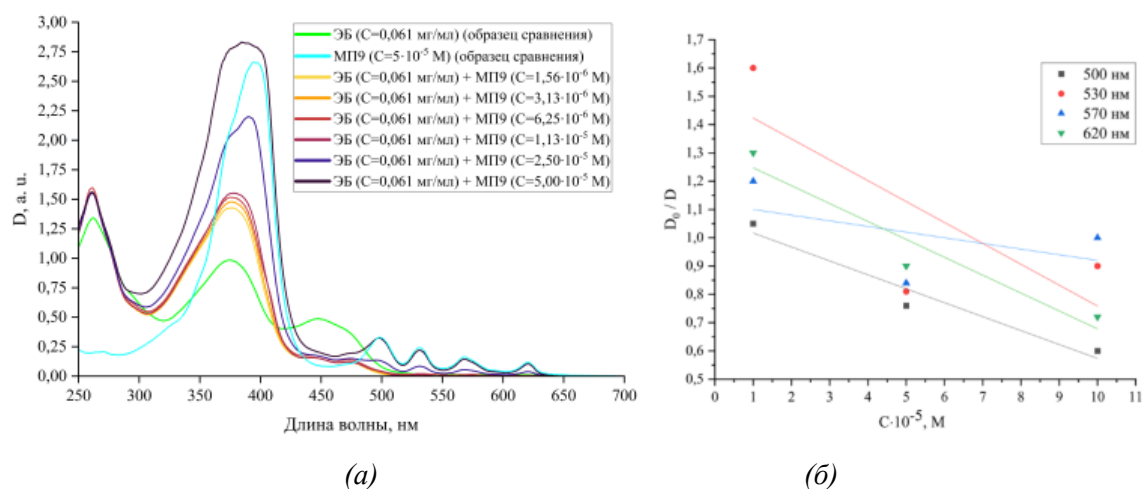 3,00
2,75
2,50
2,25
2,00
1,75
1,50
1,25
1,00
0,75
0,50
0,25
0,00
D, a. u.
250 300 350 400 450 500 550 600 650 700
Длина волны, нм
ЭБ (С=0,061 мг/мл) (образец сравнения)
МП9 (С=5·10⁻⁵ М) (образец сравнения)
ЭБ (С=0,061 мг/мл) + МП9 (С=1,56·10⁻⁶ М)
ЭБ (С=0,061 мг/мл) + МП9 (С=3,13·10⁻⁶ М)
ЭБ (С=0,061 мг/мл) + МП9 (С=6,25·10⁻⁶ М)
ЭБ (С=0,061 мг/мл) + МП9 (С=1,13·10⁻⁵ М)
ЭБ (С=0,061 мг/мл) + МП9 (С=2,50·10⁻⁵ М)
ЭБ (С=0,061 мг/мл) + МП9 (С=5,00·10⁻⁵ М)
(а)
1,7
1,6
1,5
1,4
1,3
1,2
1,1
1,0
0,9
0,8
0,7
0,6
0,5
D₀ / D
0 1 2 3 4 5 6 7 8 9 10 11
C·10⁻⁵, М
500 нм
530 нм
570 нм
620 нм
(б)